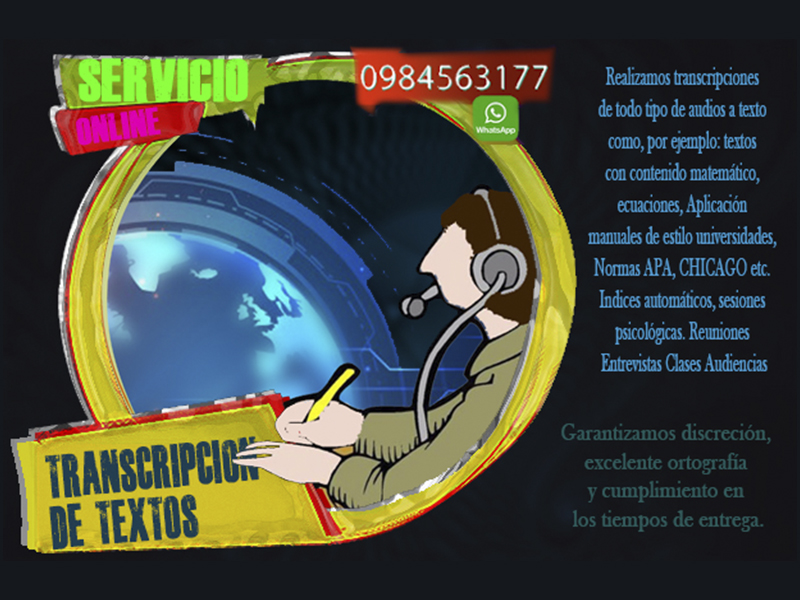 SERVICIO
ONLINE
0984563177
WhatsApp
Realizamos transcripciones
de todo tipo de audios a texto
como, por ejemplo: textos
con contenido matemático,
ecuaciones, Aplicación
manuales de estilo universidades,
Normas APA, CHICAGO etc.
Indices automáticos, sesiones
psicológicas. Reuniones
Entrevistas Clases Audiencias
Garantizamos discreción,
excelente ortografía
y cumplimiento en
los tiempos de entrega.
TRANSCRIPCION
DE TEXTOS